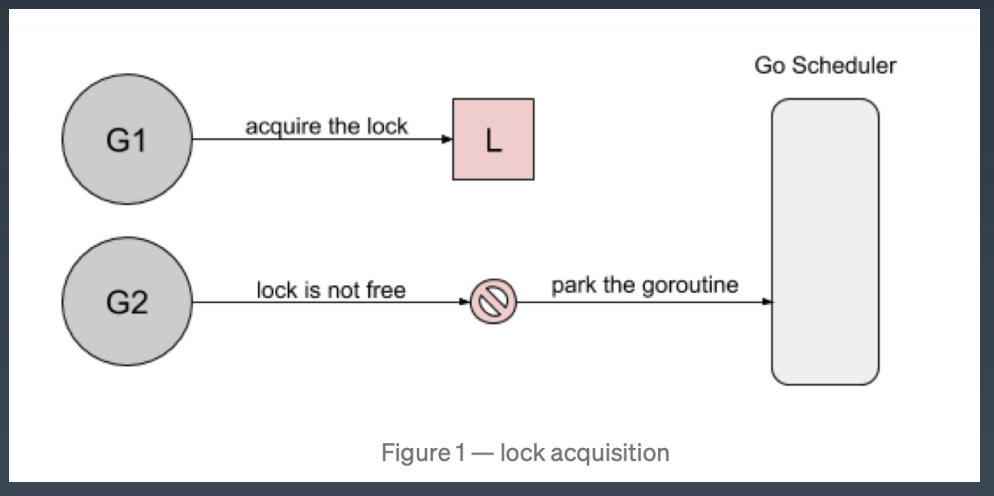 Go Scheduler
G1
acquire the lock
L
G2
lock is not free
park the goroutine
Figure 1 — lock acquisition